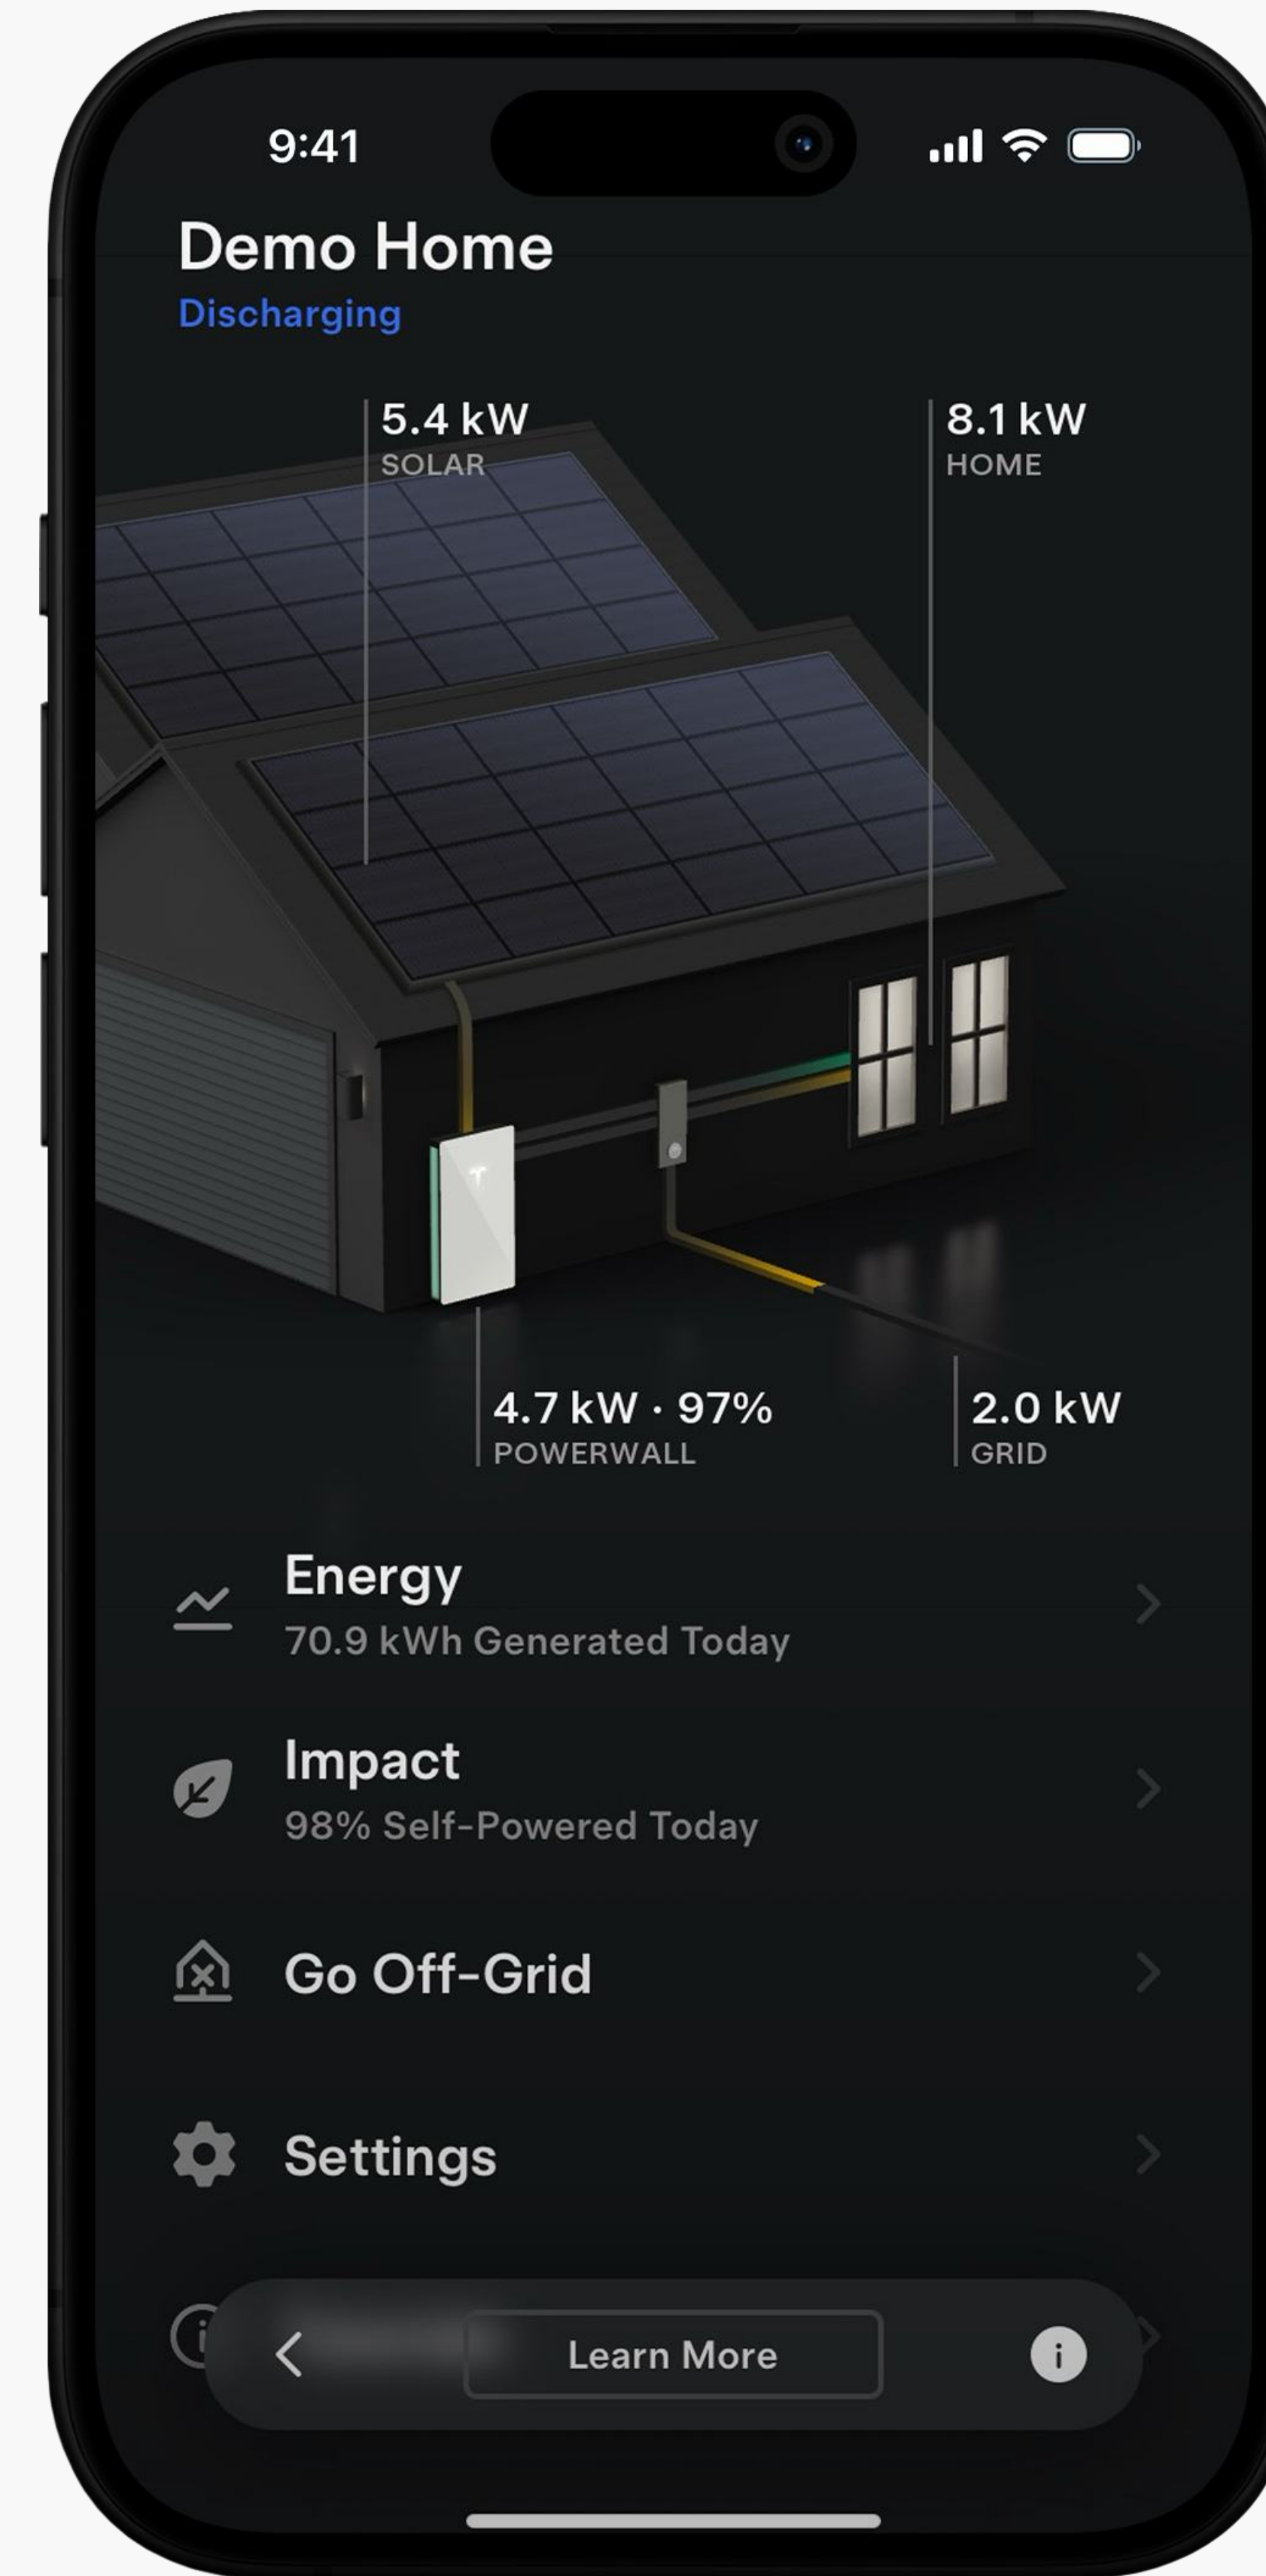 9:41
Demo Home
Discharging
5.4 kW
SOLAR
8.1 kW
HOME
4.7 kW · 97%
POWERWALL
2.0 kW
GRID
Energy
70.9 kWh Generated Today
Impact
98% Self-Powered Today
Go Off-Grid
Settings
Learn More